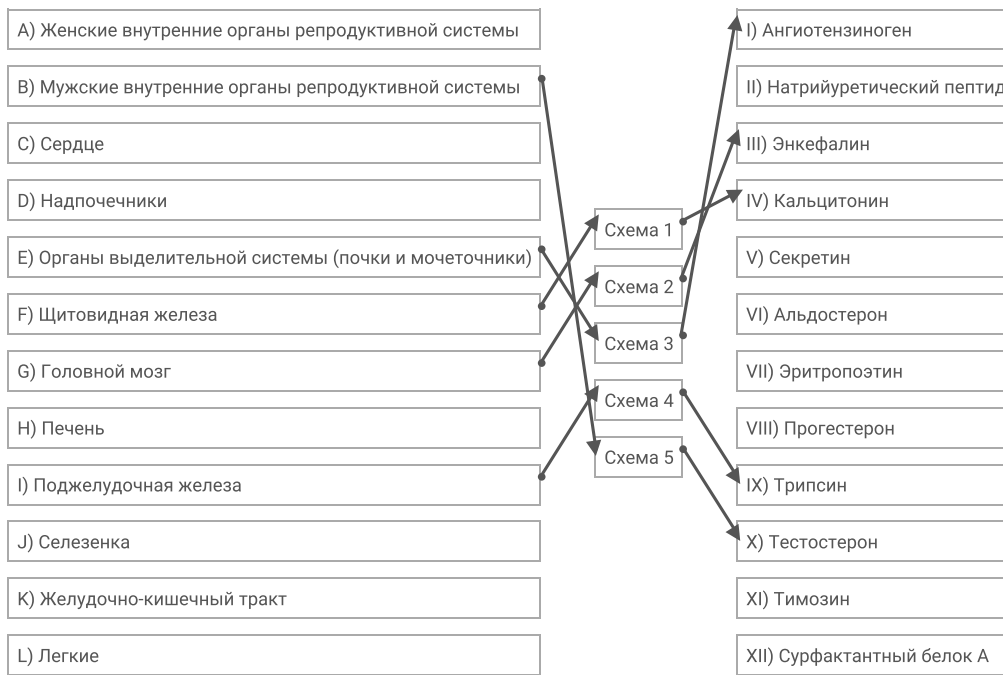 A) Женские внутренние органы репродуктивной системы
B) Мужские внутренние органы репродуктивной системы
C) Сердце
D) Надпочечники
E) Органы выделительной системы (почки и мочеточники)
F) Щитовидная железа
G) Головной мозг
H) Печень
I) Поджелудочная железа
J) Селезенка
K) Желудочно-кишечный тракт
L) Легкие
Схема 1
Схема 2
Схема 3
Схема 4
Схема 5
I) Ангиотензиноген
II) Натрийуретический пептид
III) Энкефалин
IV) Кальцитонин
V) Секретин
VI) Альдостерон
VII) Эритропоэтин
VIII) Прогестерон
IX) Трипсин
X) Тестостерон
XI) Тимозин
XII) Сурфактантный белок А